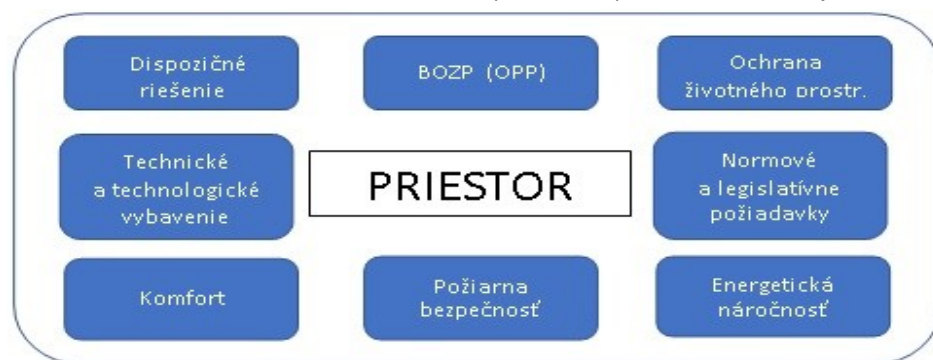 Dispozičné
riešenie
BOZP (OPP)
Ochrana
životného prostr.
Technické
a technologické
vybavenie
PRIESTOR
Normové
a legislatívne
požiadavky
Komfort
Požiarna
bezpečnosť
Energetická
náročnosť